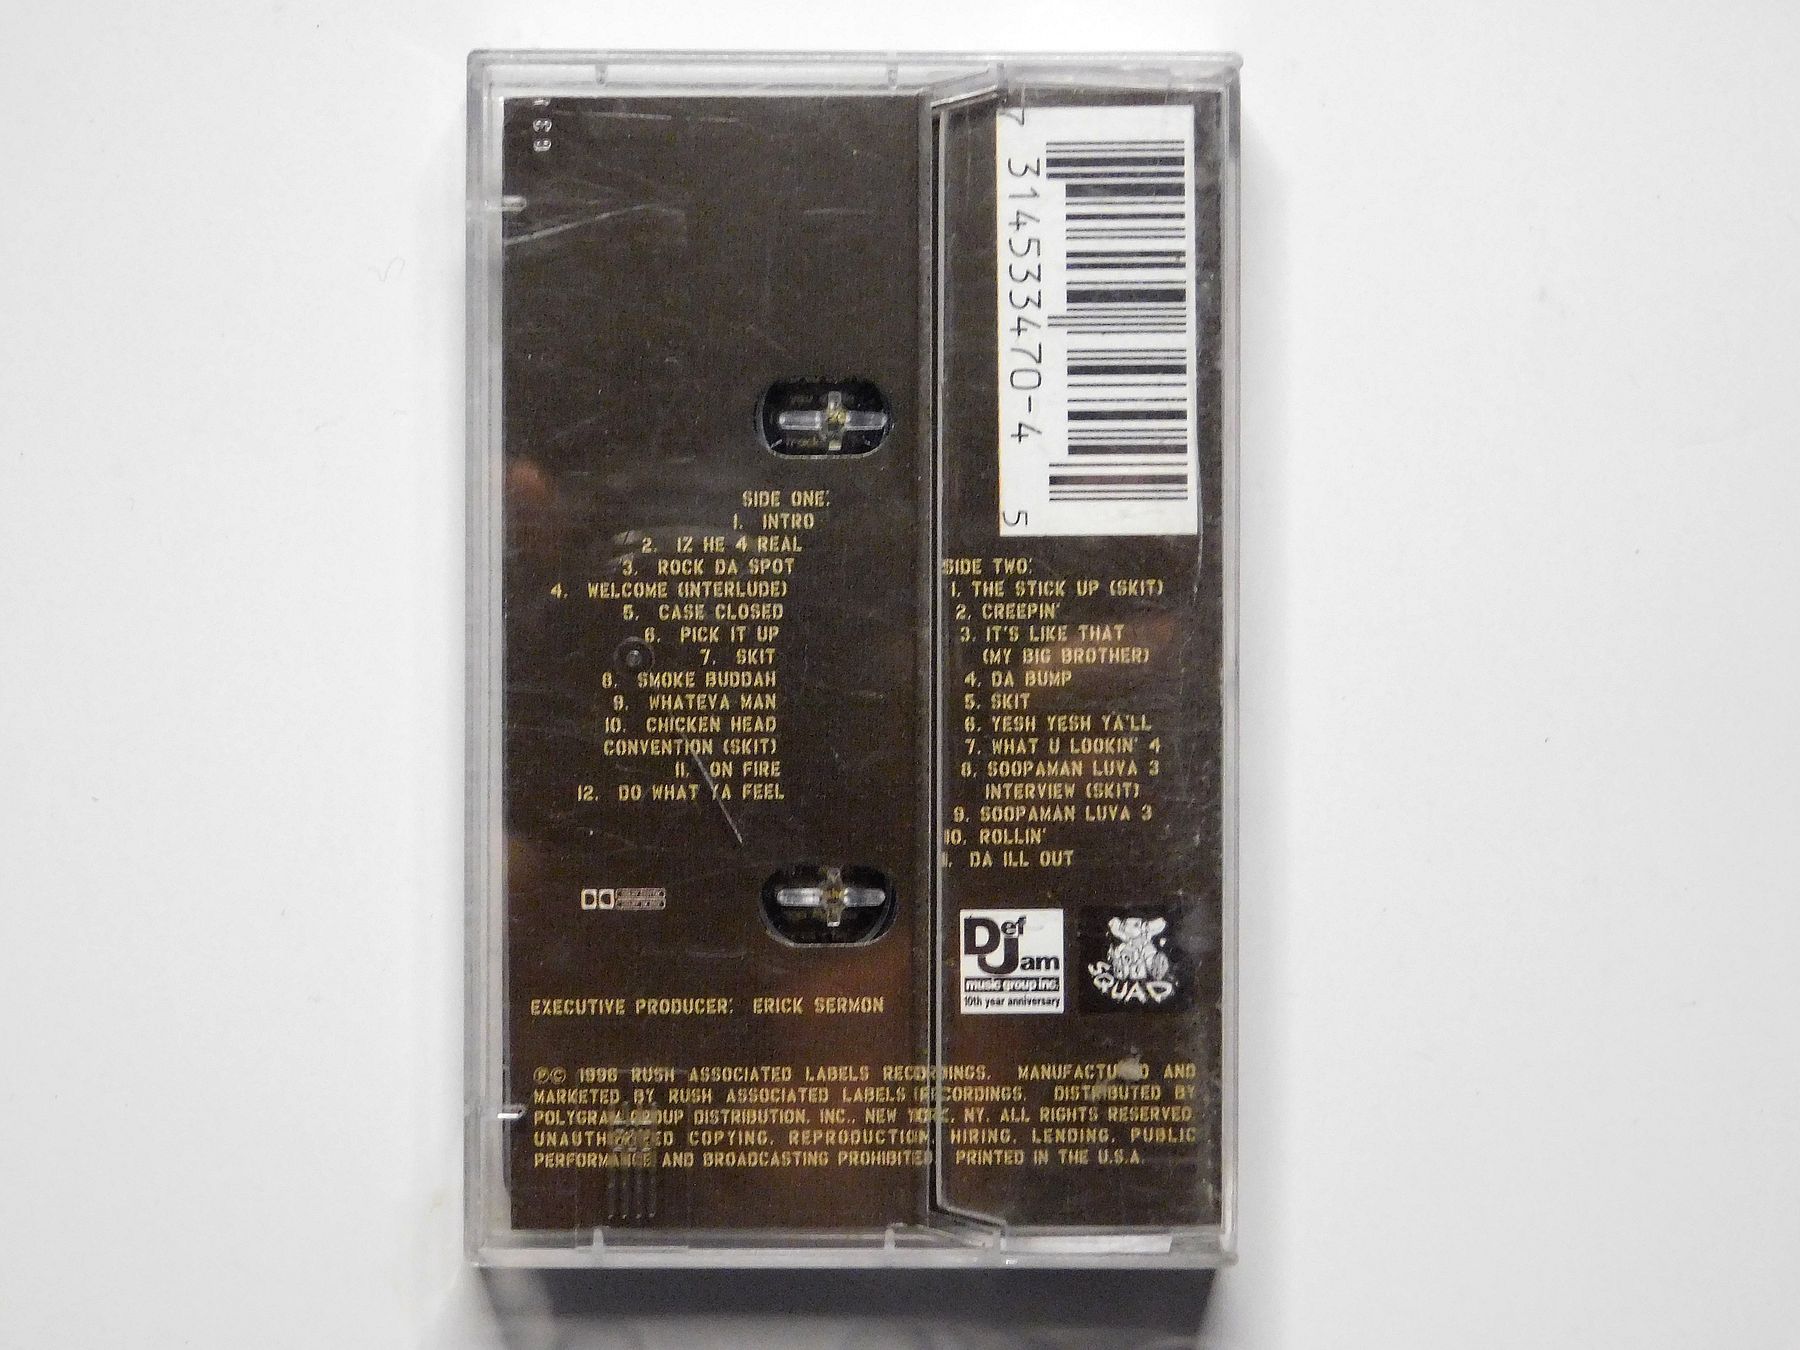 SIDE ONE:
1. INTRO
2. IZ HE 4 REAL
3. ROCK DA SPOT
4. WELCOME (INTERLUDE)
5. CASE CLOSED
6. PICK IT UP
7. SKIT
8. SMOKE BUDDAH
9. WHATEVA MAN
10. CHICKEN HEAD
CONVENTION (SKIT)
11. ON FIRE
12. DO WHAT YA FEEL
EXECUTIVE PRODUCER: ERICK SERMON
7 314533470-4 5
SIDE TWO:
1. THE STICK UP (SKIT)
2. CREEPIN'
3. IT'S LIKE THAT
(MY BIG BROTHER)
4. DA BUMP
5. SKIT
6. YESH YESH YA'LL
7. WHAT U LOOKIN' 4
8. SOOPAMAN LUVA 3
INTERVIEW (SKIT)
9. SOOPAMAN LUVA 3
10. ROLLIN'
11. DA ILL OUT
Def
Jam
music group inc.
10th year anniversary
SQUAD
℗© 1996 RUSH ASSOCIATED LABELS RECORDINGS. MANUFACTURED AND
MARKETED BY RUSH ASSOCIATED LABELS RECORDINGS. DISTRIBUTED BY
POLYGRAM GROUP DISTRIBUTION, INC., NEW YORK, NY. ALL RIGHTS RESERVED.
UNAUTHORIZED COPYING, REPRODUCTION, HIRING, LENDING, PUBLIC
PERFORMANCE AND BROADCASTING PROHIBITED. PRINTED IN THE U.S.A.